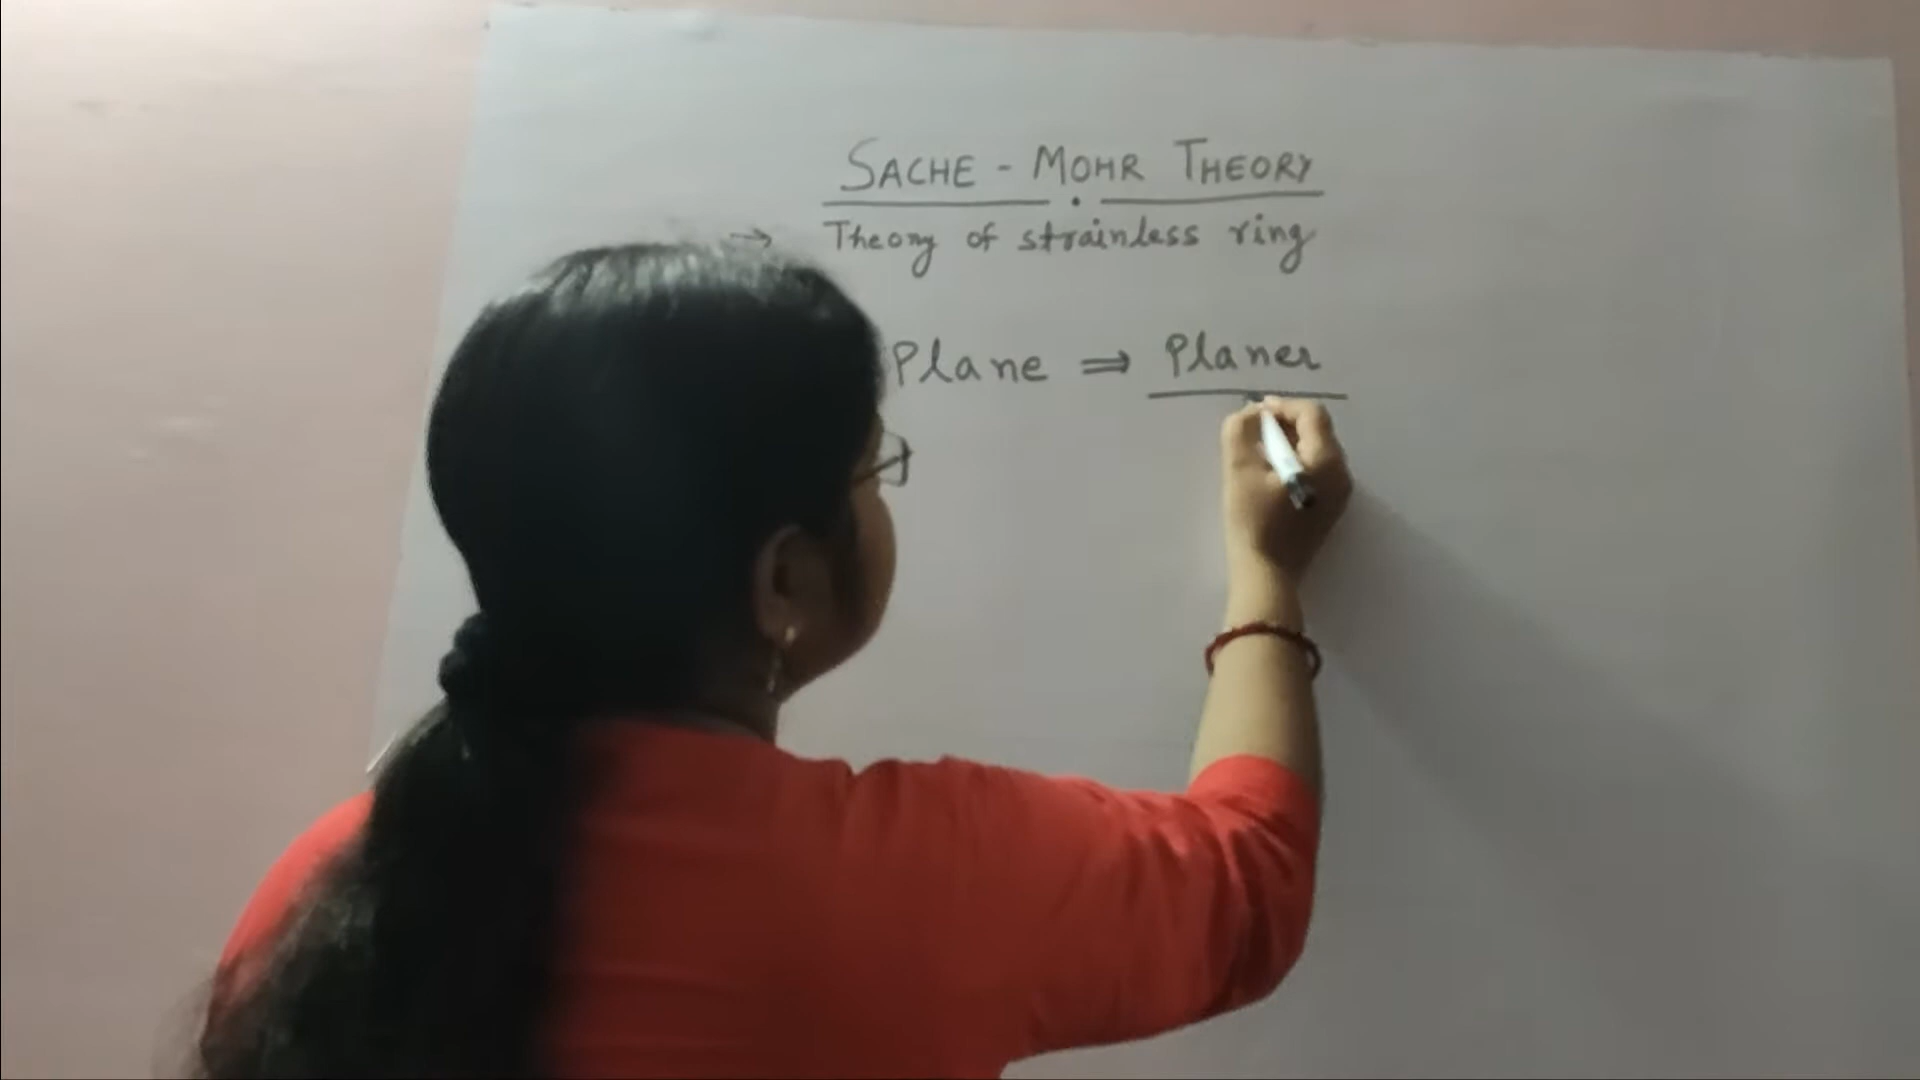 SACHE - MOHR THEORY
→ Theory of strainless ring
Plane ⇒ Planer